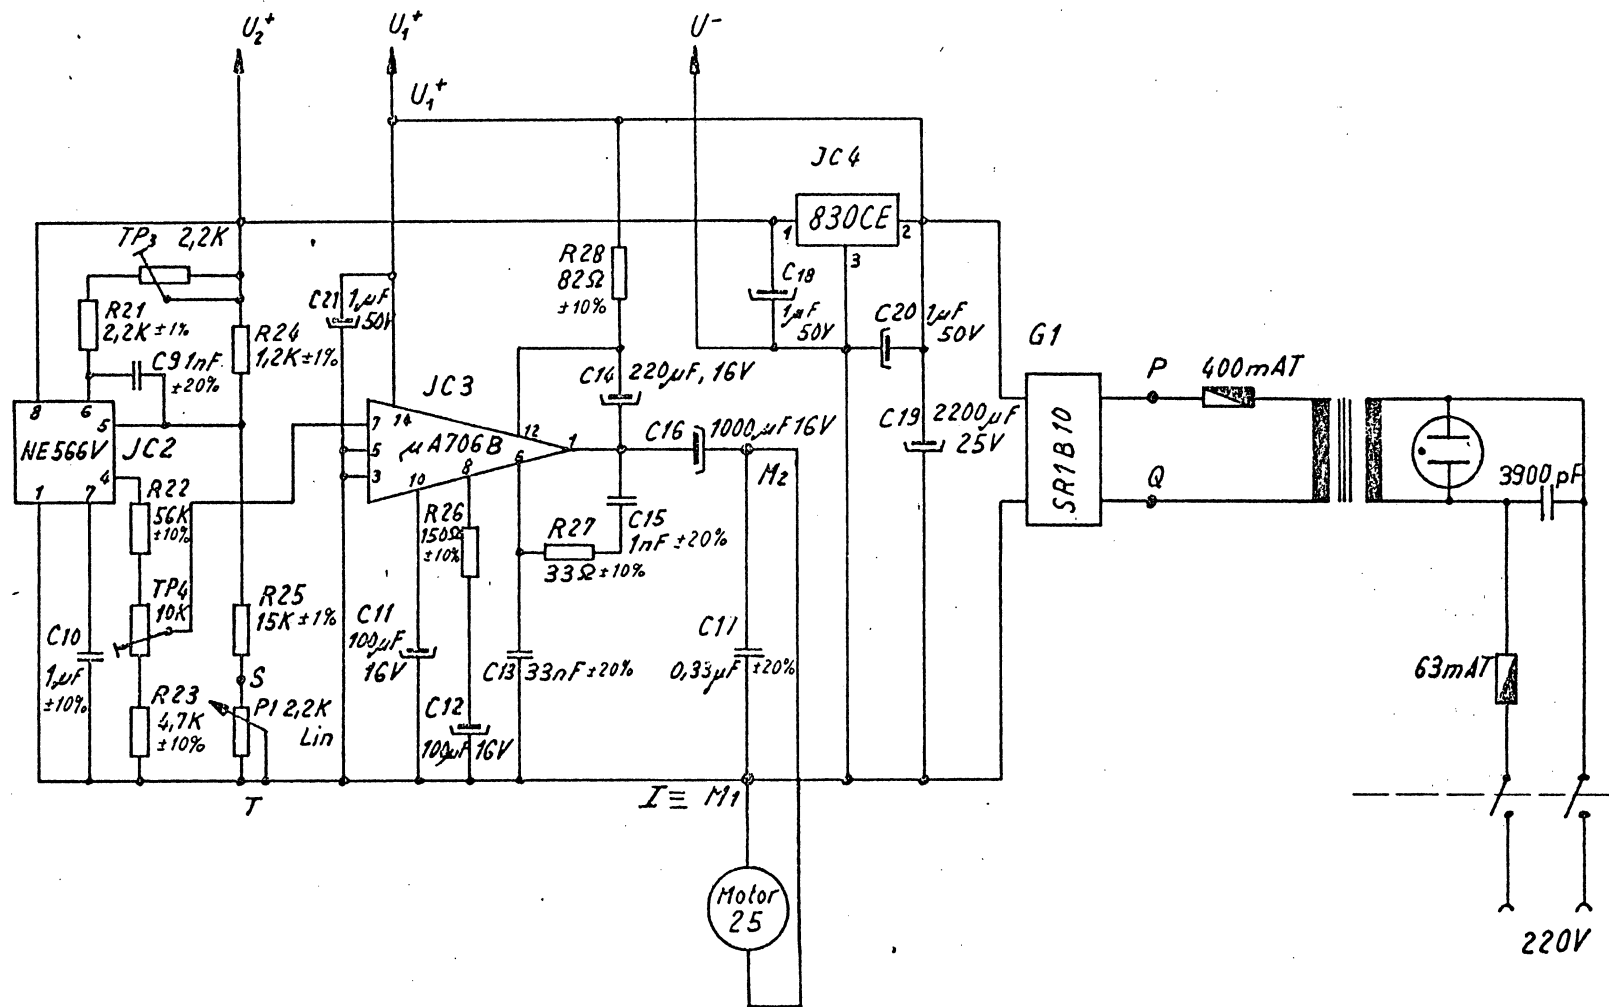 U₂⁺
U₁⁺
U⁻
U₁⁺
JC4
830CE
1
2
3
TP₃ 2,2K
R21
2,2K ±1%
C9 1nF
±20%
R24
1,2K ±1%
C21 1µF
50V
R28
82Ω
±10%
C18
1µF
50V
C20 1µF
50V
G1
SR1B10
P
400mAT
Q
3900 pF
63mAT
220V
8
6
5
NE566V
JC2
4
1
7
JC3
µA706B
7
14
5
3
12
1
10
8
6
C14 220µF, 16V
C16 1000µF 16V
M₂
C19 2200µF
25V
R22
56K
±10%
TP4
10K
R23
4,7K
±10%
C10
1µF
±10%
R25
15K ±1%
S
P1 2,2K
Lin
T
C11
100µF
16V
R26
150Ω
±10%
C12
100µF 16V
R27
33Ω ±10%
C15
1nF ±20%
C13 33nF ±20%
C17
0,33µF ±20%
I ≡ M1
Motor
25